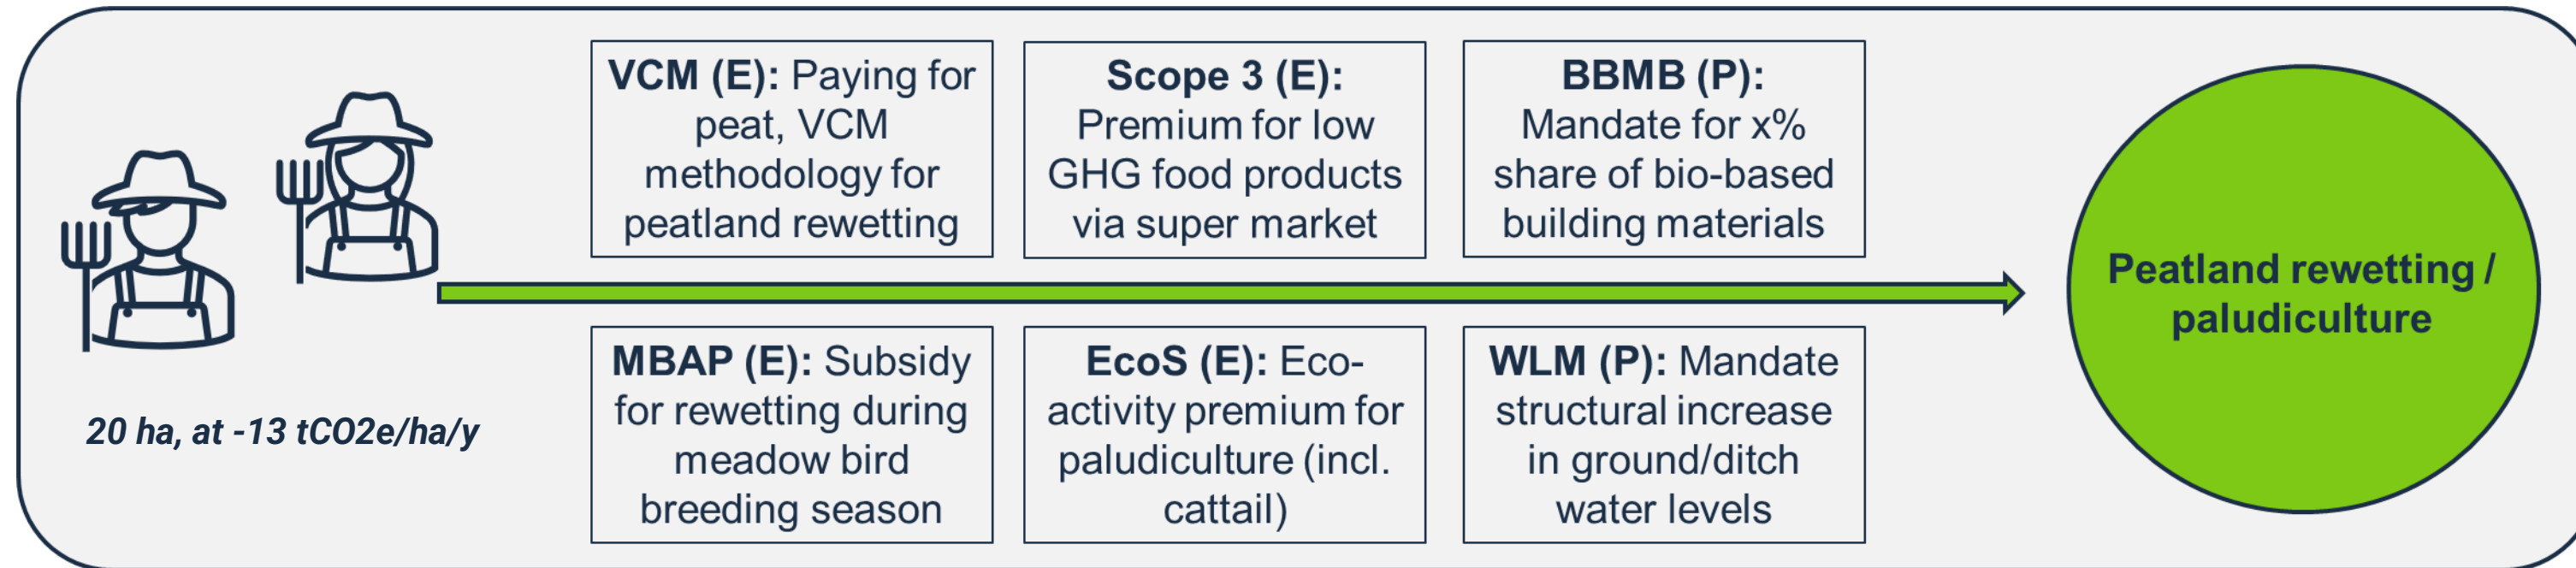 VCM (E): Paying for
peat, VCM
methodology for
peatland rewetting
Scope 3 (E):
Premium for low
GHG food products
via super market
BBMB (P):
Mandate for x%
share of bio-based
building materials
Peatland rewetting /
paludiculture
MBAP (E): Subsidy
for rewetting during
meadow bird
breeding season
EcoS (E): Eco-
activity premium for
paludiculture (incl.
cattail)
WLM (P): Mandate
structural increase
in ground/ditch
water levels
20 ha, at -13 tCO2e/ha/y